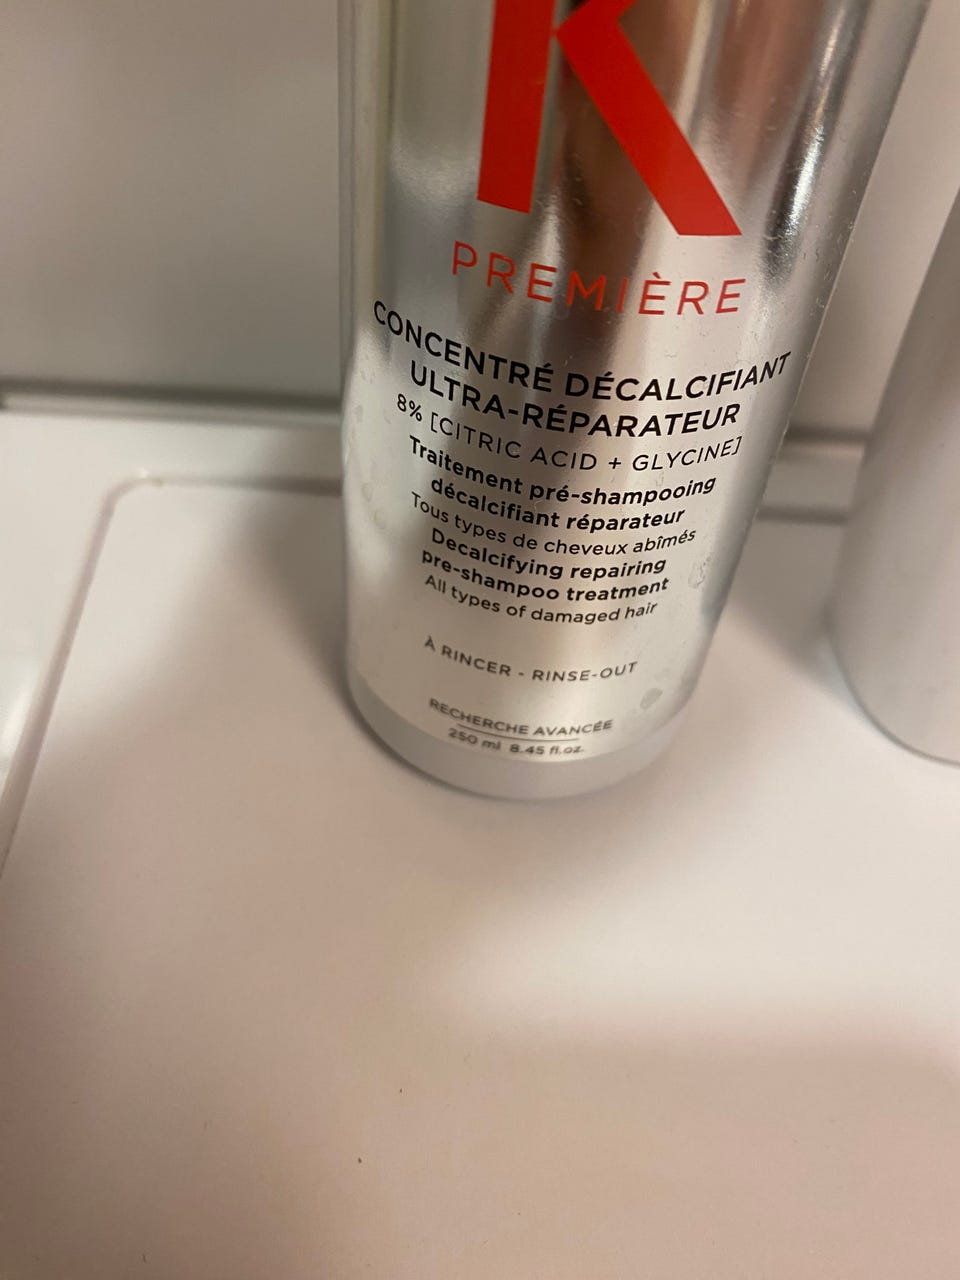 K
PREMIÈRE
CONCENTRÉ DÉCALCIFIANT
ULTRA-RÉPARATEUR
8% [CITRIC ACID + GLYCINE]
Traitement pré-shampooing
décalcifiant réparateur
Tous types de cheveux abîmés
Decalcifying repairing
pre-shampoo treatment
All types of damaged hair
À RINCER - RINSE-OUT
RECHERCHE AVANCÉE
250 ml 8.45 fl.oz.